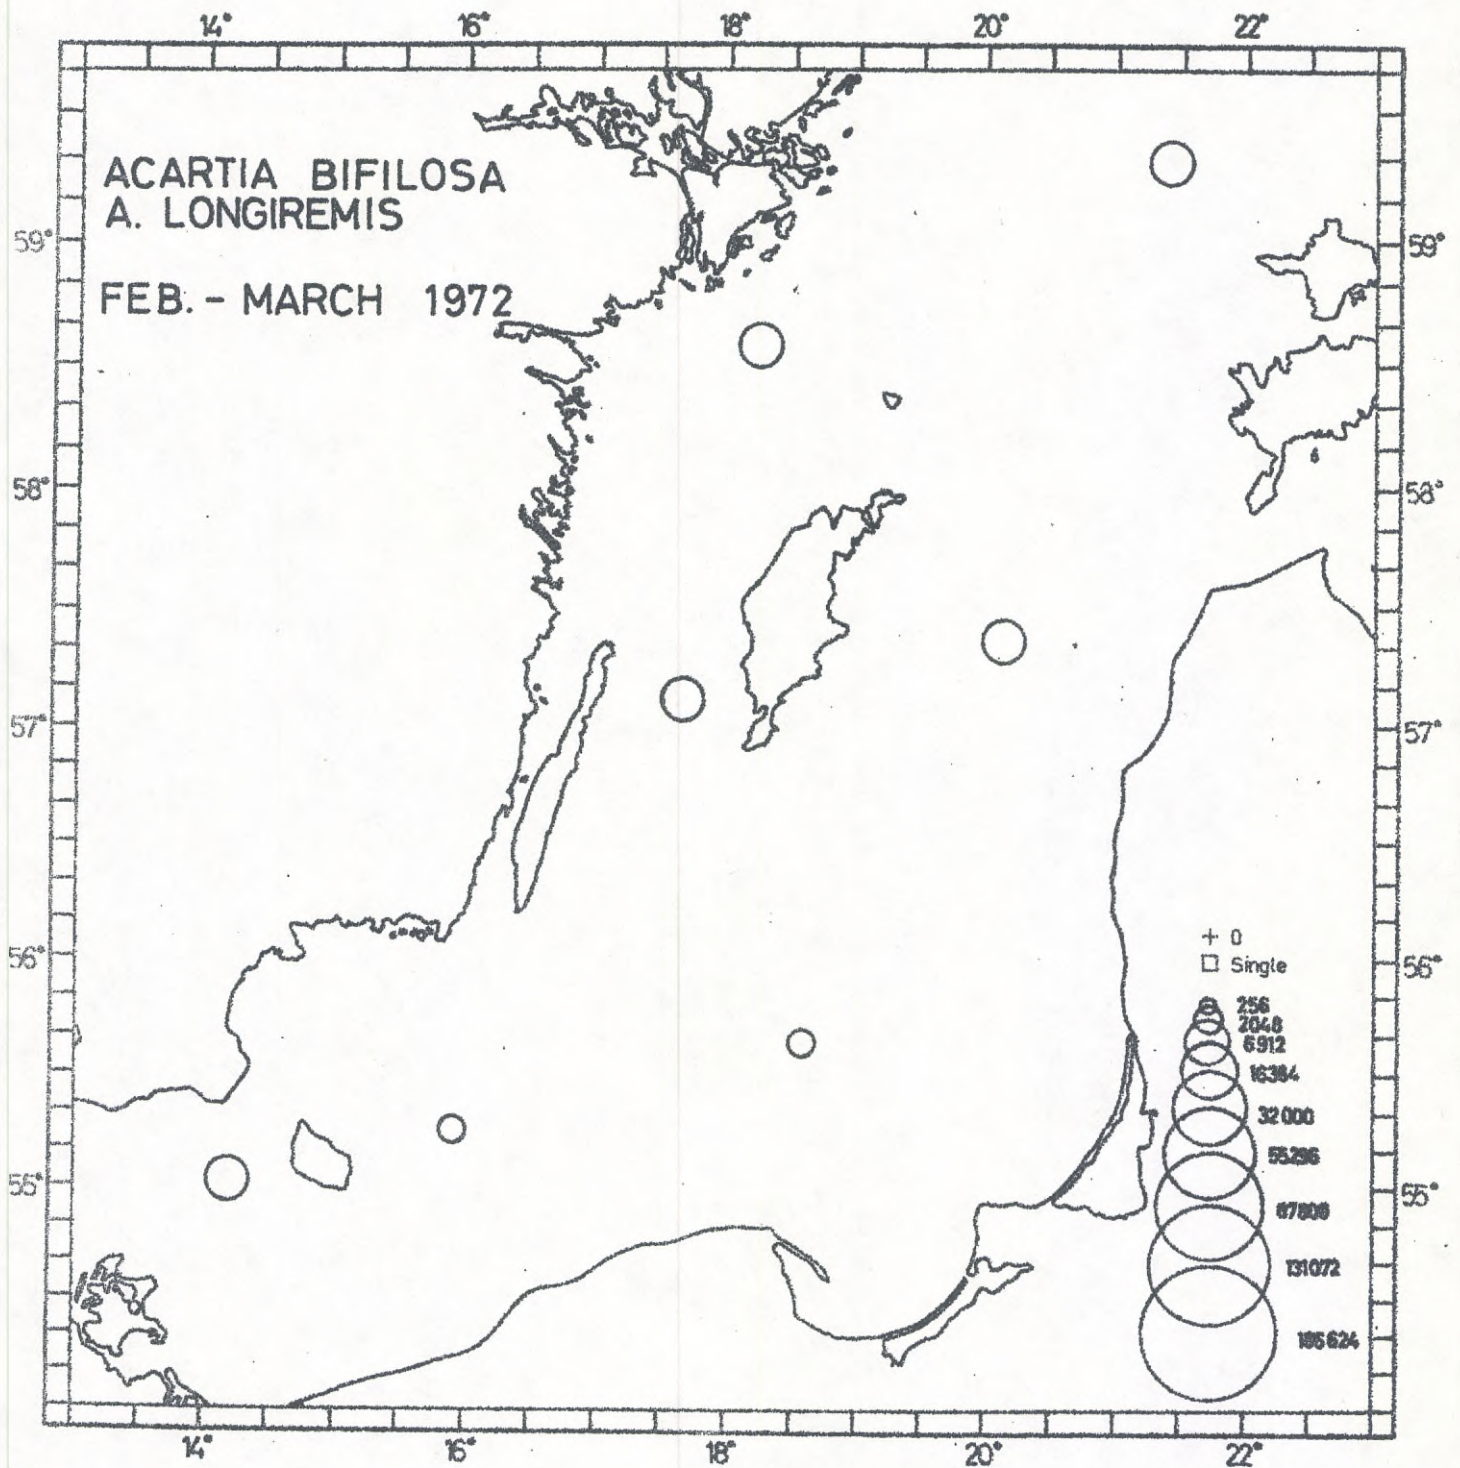 14° 16° 18° 20° 22°
ACARTIA BIFILOSA
A. LONGIREMIS
59° 59°
FEB. - MARCH 1972
58° 58°
57° 57°
+ 0
56° □ Single 56°
256
2048
6912
16384
32000
55296
55° 55°
87808
131072
185624
14° 16° 18° 20° 22°